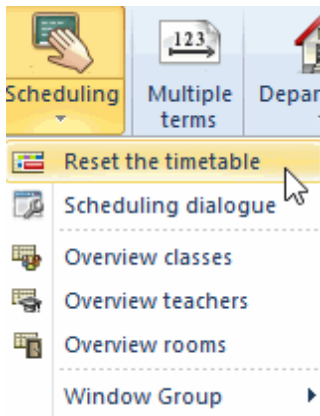 123
Scheduling Multiple Depar
terms
Reset the timetable
Scheduling dialogue
Overview classes
Overview teachers
Overview rooms
Window Group